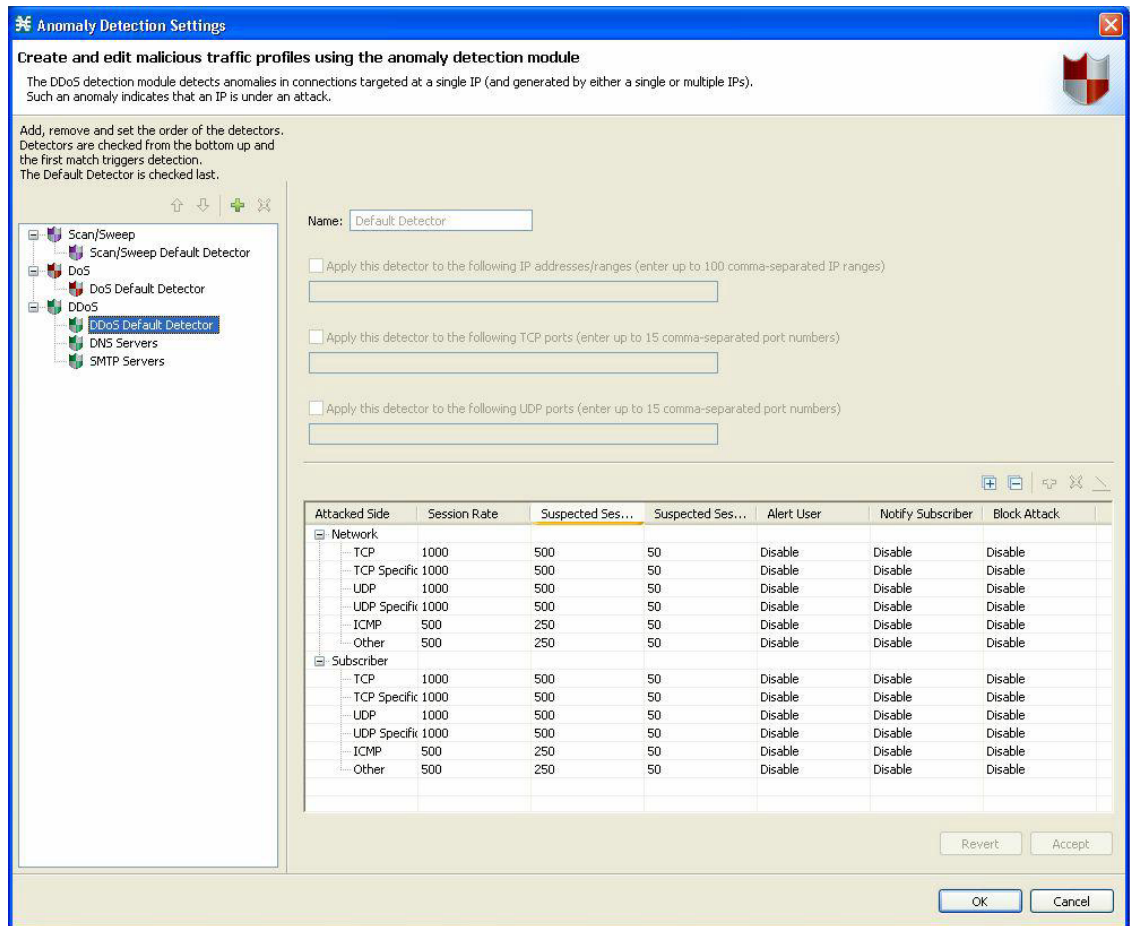 Anomaly Detection Settings
Create and edit malicious traffic profiles using the anomaly detection module
The DDoS detection module detects anomalies in connections targeted at a single IP (and generated by either a single or multiple IPs).
Such an anomaly indicates that an IP is under an attack.
Add, remove and set the order of the detectors.
Detectors are checked from the bottom up and
the first match triggers detection.
The Default Detector is checked last.
Scan/Sweep
Scan/Sweep Default Detector
DoS
DoS Default Detector
DDoS
DDoS Default Detector
DNS Servers
SMTP Servers
Name: Default Detector
Apply this detector to the following IP addresses/ranges (enter up to 100 comma-separated IP ranges)
Apply this detector to the following TCP ports (enter up to 15 comma-separated port numbers)
Apply this detector to the following UDP ports (enter up to 15 comma-separated port numbers)
Attacked Side Session Rate Suspected Ses... Suspected Ses... Alert User Notify Subscriber Block Attack
Network
TCP 1000 500 50 Disable Disable Disable
TCP Specific 1000 500 50 Disable Disable Disable
UDP 1000 500 50 Disable Disable Disable
UDP Specific 1000 500 50 Disable Disable Disable
ICMP 500 250 50 Disable Disable Disable
Other 500 250 50 Disable Disable Disable
Subscriber
TCP 1000 500 50 Disable Disable Disable
TCP Specific 1000 500 50 Disable Disable Disable
UDP 1000 500 50 Disable Disable Disable
UDP Specific 1000 500 50 Disable Disable Disable
ICMP 500 250 50 Disable Disable Disable
Other 500 250 50 Disable Disable Disable
Revert Accept
OK Cancel